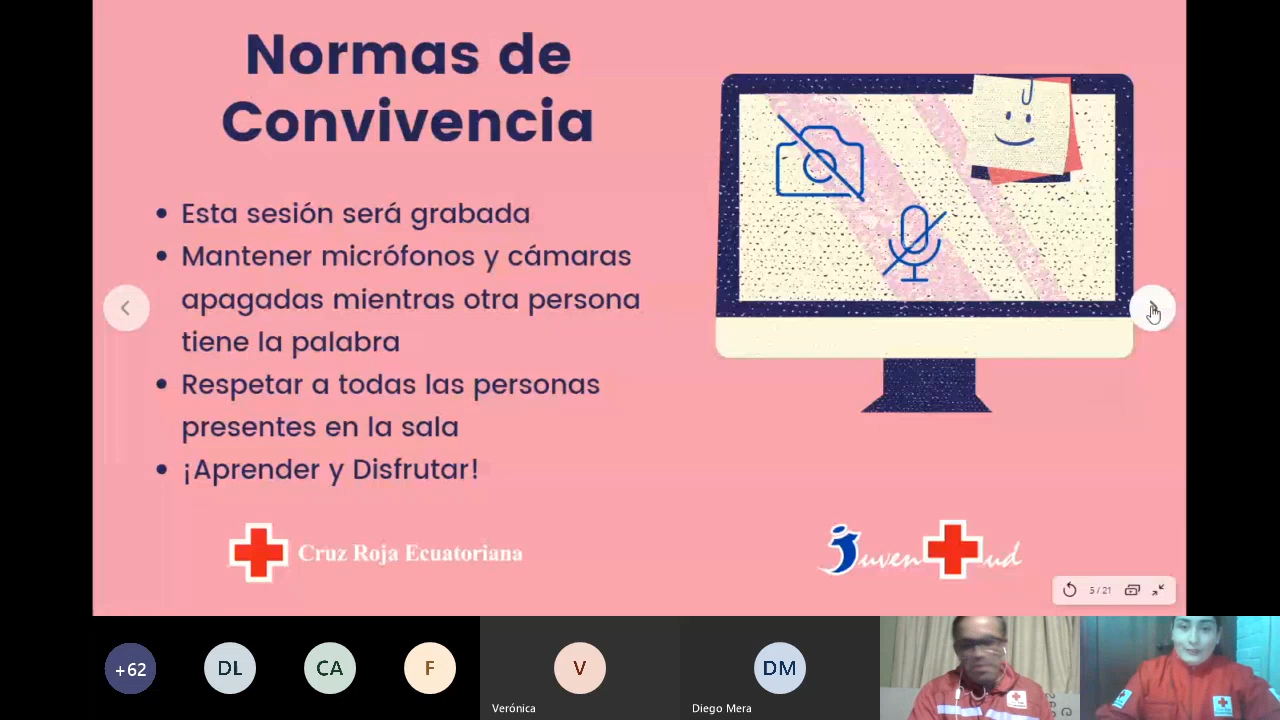 Normas de
Convivencia
• Esta sesión será grabada
• Mantener micrófonos y cámaras
apagadas mientras otra persona
tiene la palabra
• Respetar a todas las personas
presentes en la sala
• ¡Aprender y Disfrutar!
Cruz Roja Ecuatoriana
Juventud
5 / 21
+62
DL
CA
F
V
DM
Verónica
Diego Mera